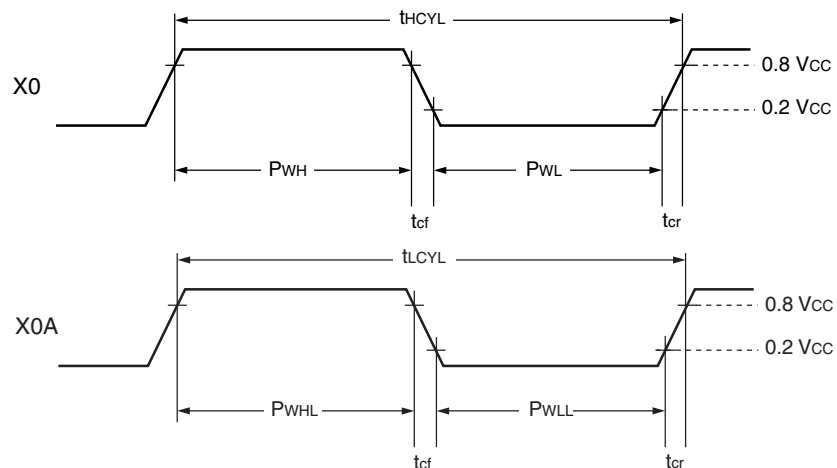 tHCYL
X0
0.8 VCC
0.2 VCC
PWH
PWL
tcf
tcr
tLCYL
X0A
0.8 VCC
0.2 VCC
PWHL
PWLL
tcf
tcr